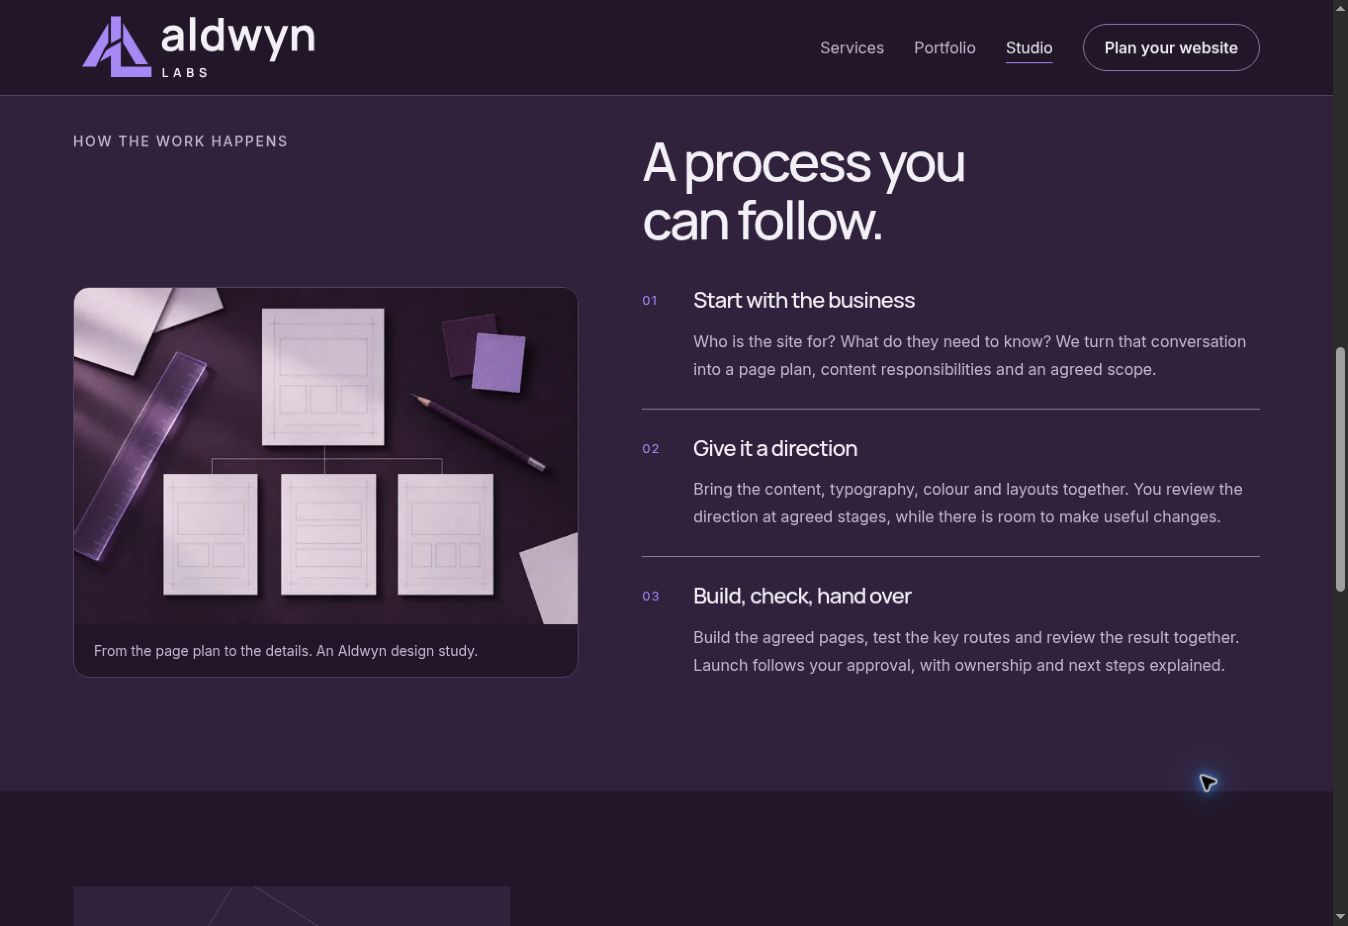 aldwyn
LABS
Services
Portfolio
Studio
Plan your website
HOW THE WORK HAPPENS
A process you
can follow.
From the page plan to the details. An Aldwyn design study.
01
Start with the business
Who is the site for? What do they need to know? We turn that conversation
into a page plan, content responsibilities and an agreed scope.
02
Give it a direction
Bring the content, typography, colour and layouts together. You review the
direction at agreed stages, while there is room to make useful changes.
03
Build, check, hand over
Build the agreed pages, test the key routes and review the result together.
Launch follows your approval, with ownership and next steps explained.